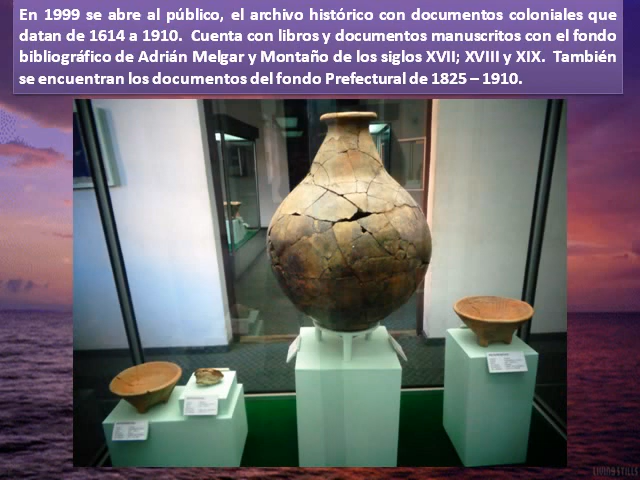 En 1999 se abre al público, el archivo histórico con documentos coloniales que
datan de 1614 a 1910. Cuenta con libros y documentos manuscritos con el fondo
bibliográfico de Adrián Melgar y Montaño de los siglos XVII; XVIII y XIX. También
se encuentran los documentos del fondo Prefectural de 1825 – 1910.
LIVING STILLS